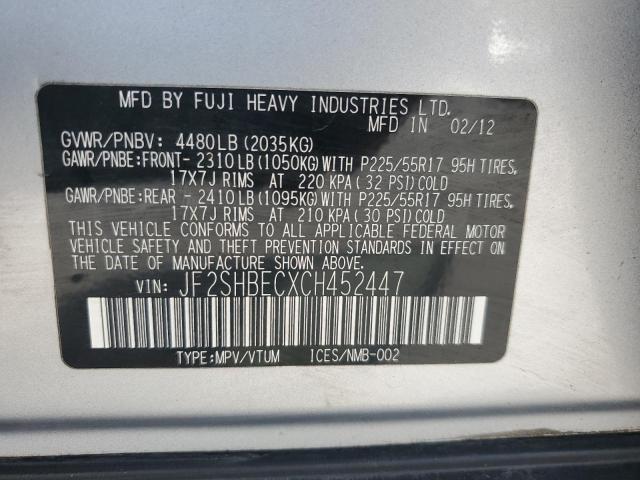 MFD BY FUJI HEAVY INDUSTRIES LTD.
MFD IN 02/12
GVWR/PNBV: 4480LB (2035KG)
GAWR/PNBE:FRONT- 2310LB (1050KG) WITH P225/55R17 95H TIRES,
17X7J RIMS AT 220 KPA (32 PSI) COLD
GAWR/PNBE:REAR - 2410LB (1095KG) WITH P225/55R17 95H TIRES,
17X7J RIMS AT 210 KPA (30 PSI) COLD
THIS VEHICLE CONFORMS TO ALL APPLICABLE FEDERAL MOTOR
VEHICLE SAFETY AND THEFT PREVENTION STANDARDS IN EFFECT
ON THE DATE OF MANUFACTURE SHOWN ABOVE.
VIN: JF2SHBECXCH452447
TYPE:MPV/VTUM ICES/NMB-002